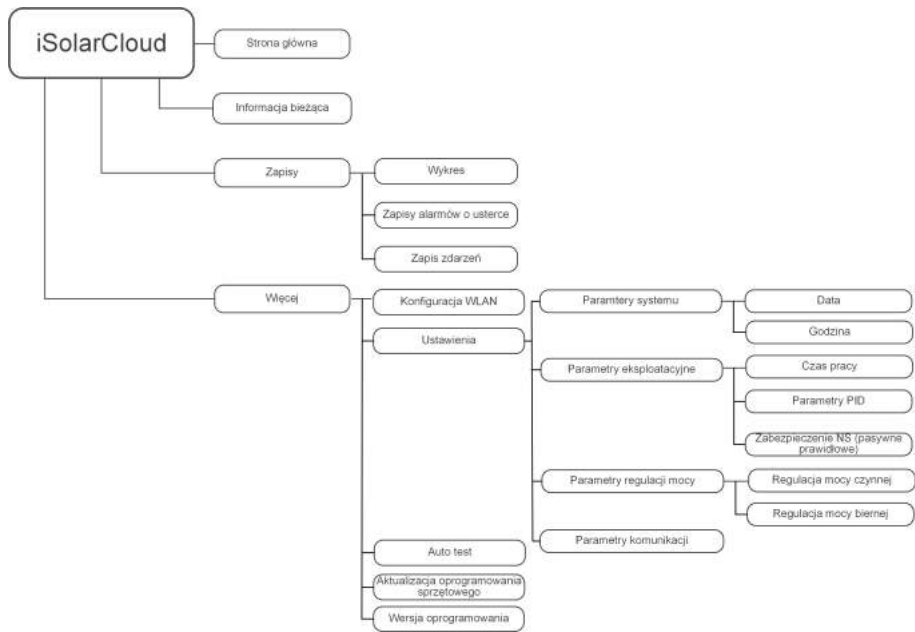 iSolarCloud
Strona główna
Informacja bieżąca
Zapisy
Wykres
Zapisy alarmów o usterce
Zapis zdarzeń
Więcej
Konfiguracja WLAN
Ustawienia
Paramtery systemu
Data
Godzina
Parametry eksploatacyjne
Czas pracy
Parametry PID
Zabezpieczenie NS (pasywne
prawidłowe)
Parametry regulacji mocy
Regulacja mocy czynnej
Regulacja mocy biernej
Parametry komunikacji
Auto test
Aktualizacja oprogramowania
sprzętowego
Wersja oprogramowania